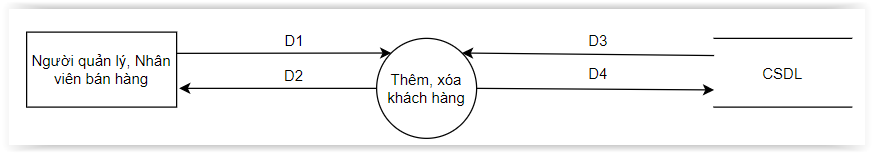 D1
D3
Người quản lý, Nhân
viên bán hàng
D2
Thêm, xóa
khách hàng
D4
CSDL